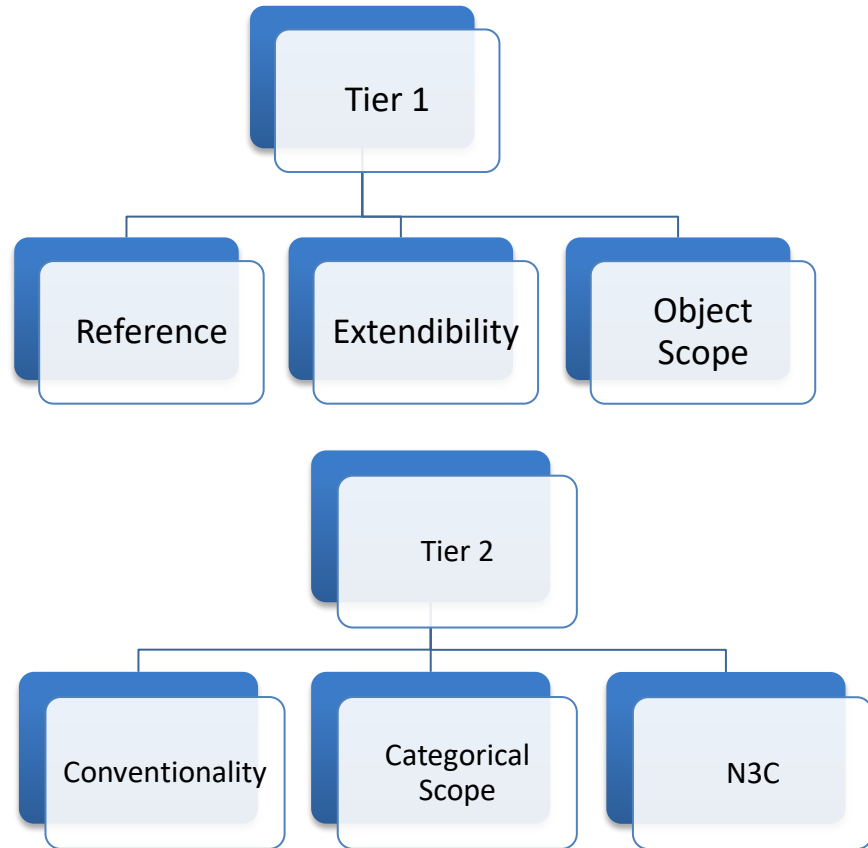 Tier 1
Reference
Extendibility
Object
Scope
Tier 2
Conventionality
Categorical
Scope
N3C